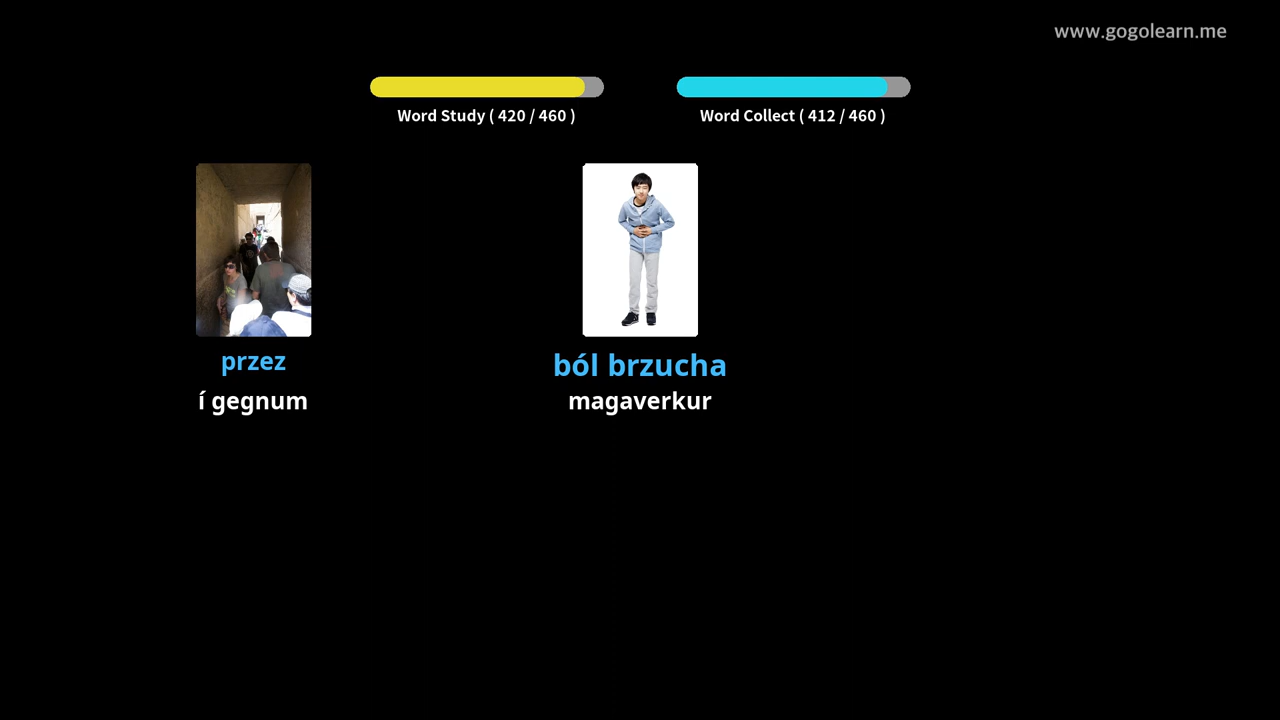 www.gogolearn.me
Word Study ( 420 / 460 )
Word Collect ( 412 / 460 )
przez
í gegnum
ból brzucha
magaverkur